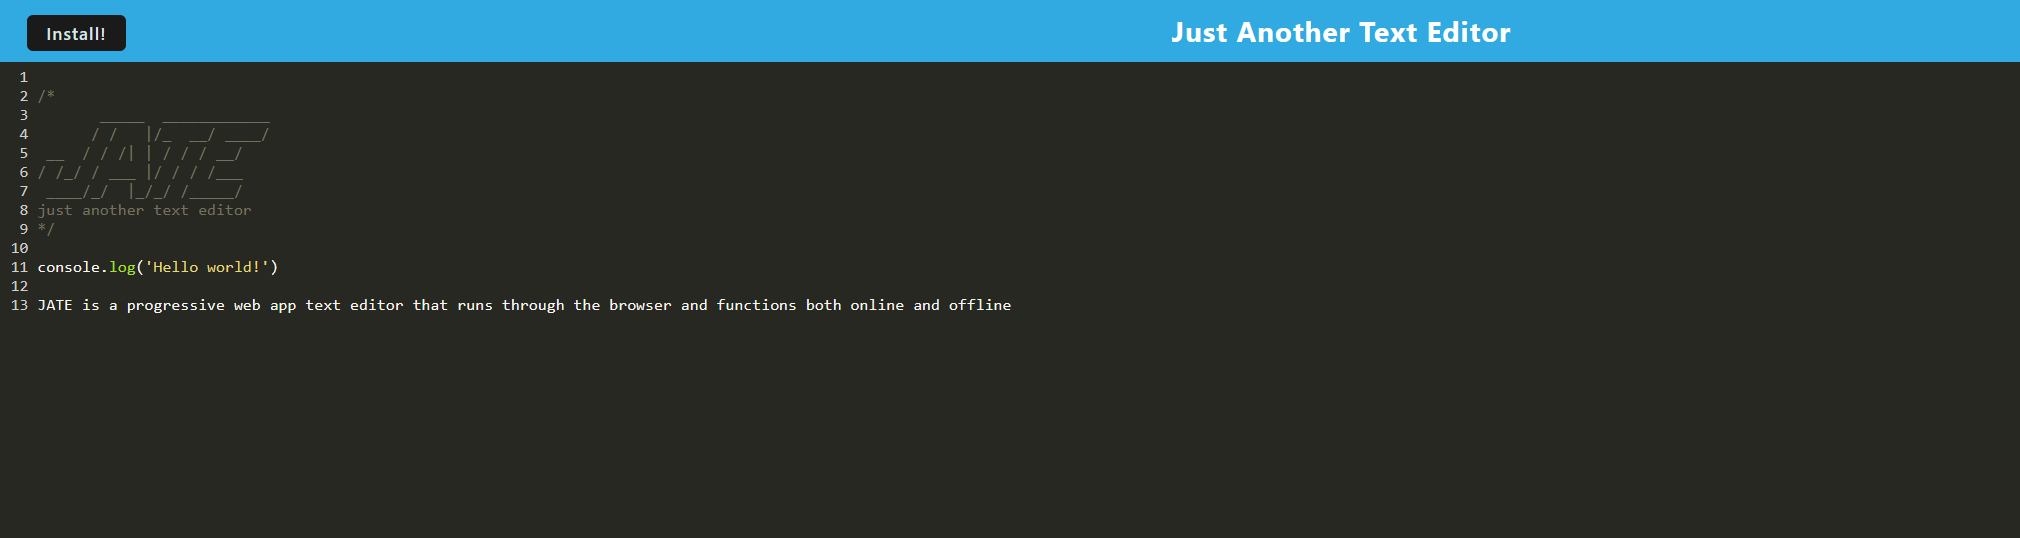 Install!
Just Another Text Editor
1
2 /*
3        _____  ____________
4       / /   |/_  __/ ____/
5  __  / / /| | / / / __/
6 / /_/ / ___ |/ / / /___
7  ____/_/  |_/_/ /_____/
8 just another text editor
9 */
10
11 console.log('Hello world!')
12
13 JATE is a progressive web app text editor that runs through the browser and functions both online and offline